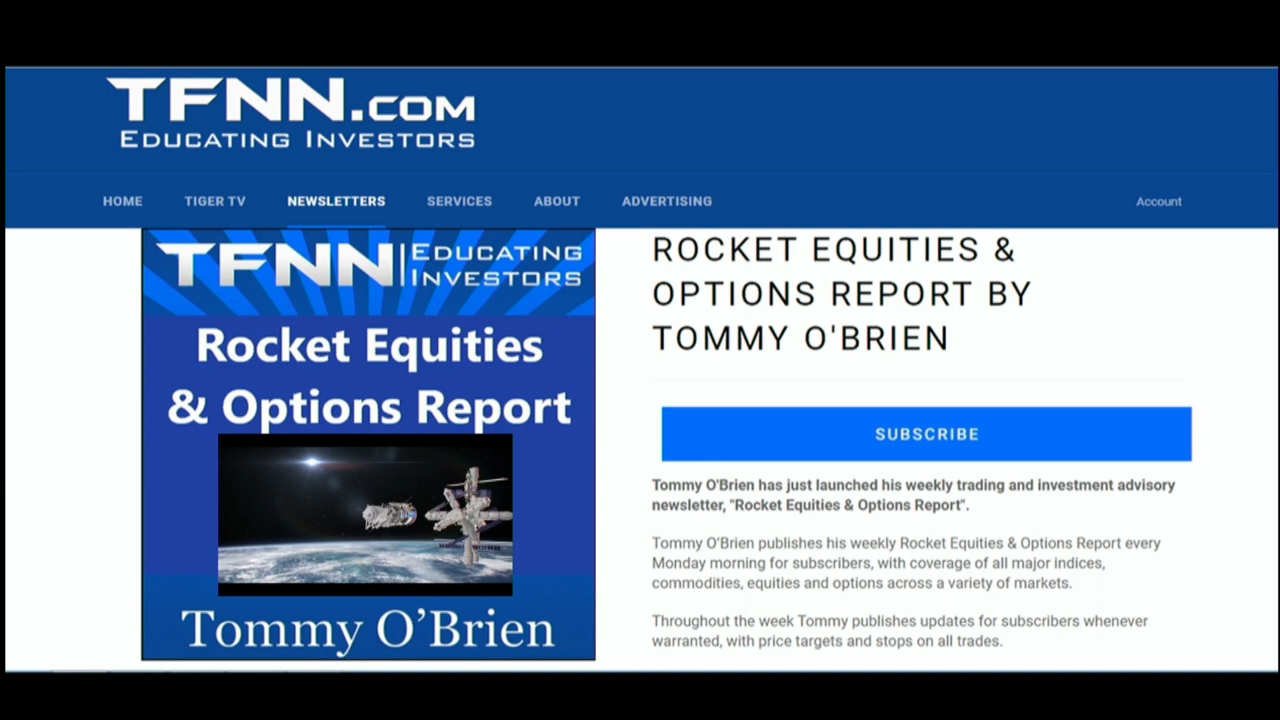 TFNN.COM
EDUCATING INVESTORS
HOME TIGER TV NEWSLETTERS SERVICES ABOUT ADVERTISING Account
TFNN EDUCATING
INVESTORS
Rocket Equities
& Options Report
Tommy O’Brien
ROCKET EQUITIES &
OPTIONS REPORT BY
TOMMY O'BRIEN
SUBSCRIBE
Tommy O'Brien has just launched his weekly trading and investment advisory
newsletter, "Rocket Equities & Options Report".
Tommy O'Brien publishes his weekly Rocket Equities & Options Report every
Monday morning for subscribers, with coverage of all major indices,
commodities, equities and options across a variety of markets.
Throughout the week Tommy publishes updates for subscribers whenever
warranted, with price targets and stops on all trades.